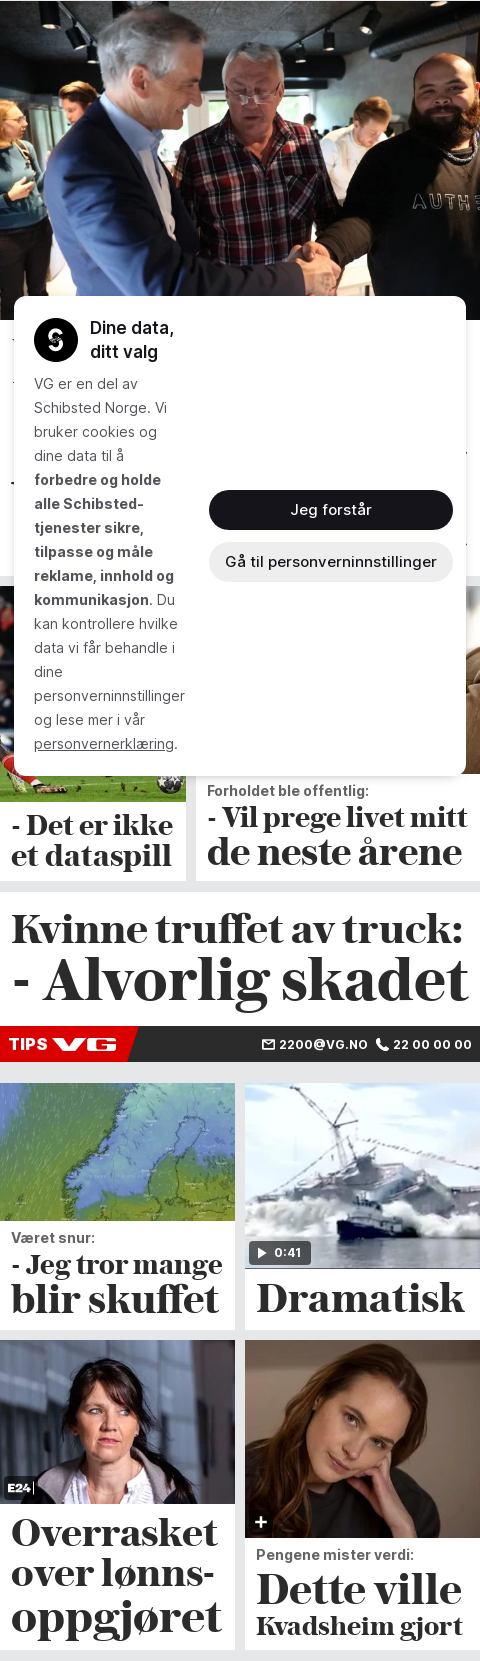 AUTHE
Dine data,
ditt valg
VG er en del av
Schibsted Norge. Vi
bruker cookies og
dine data til å
forbedre og holde
alle Schibsted-
tjenester sikre,
tilpasse og måle
reklame, innhold og
kommunikasjon. Du
kan kontrollere hvilke
data vi får behandle i
dine
personverninnstillinger
og lese mer i vår
personvernerklæring.
Jeg forstår
Gå til personverninnstillinger
- Det er ikke
et dataspill
Forholdet ble offentlig:
- Vil prege livet mitt
de neste årene
Kvinne truffet av truck:
- Alvorlig skadet
TIPS VG
2200@VG.NO 22 00 00 00
Været snur:
- Jeg tror mange
blir skuffet
0:41
Dramatisk
E24
Overrasket
over lønns-
oppgjøret
Pengene mister verdi:
Dette ville
Kvadsheim gjort